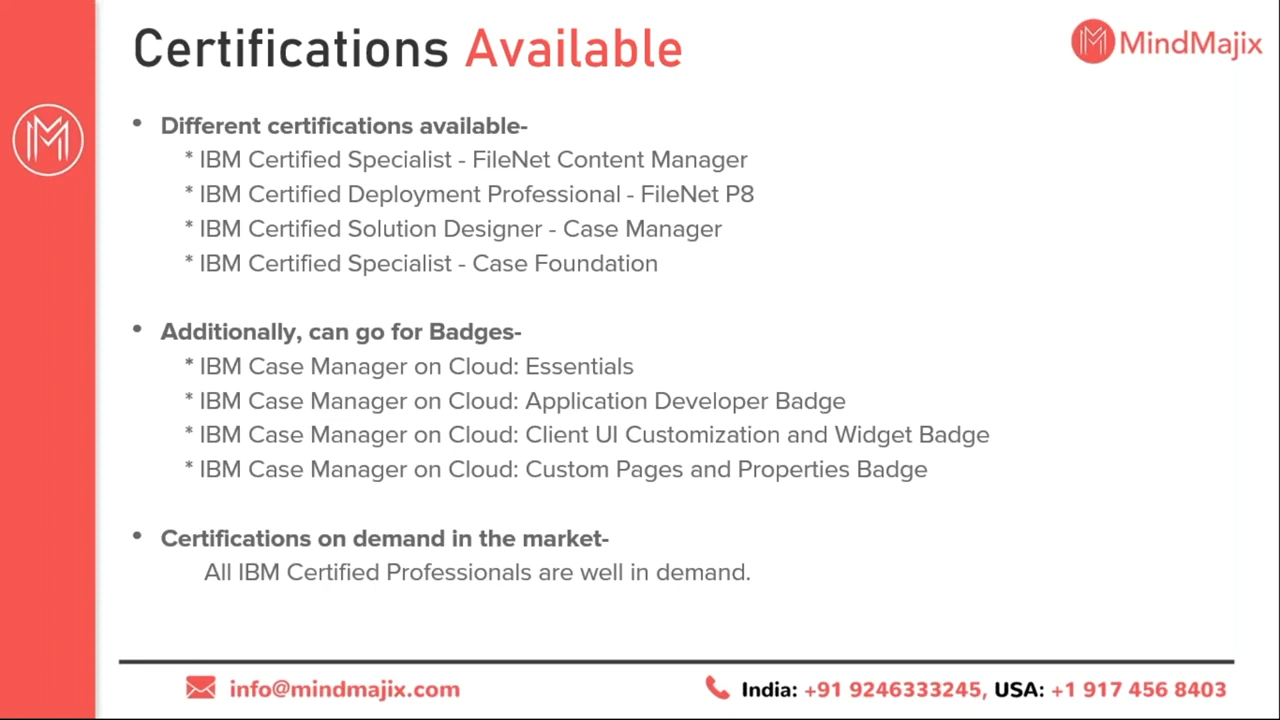 Certifications Available
MindMajix
• Different certifications available-
* IBM Certified Specialist - FileNet Content Manager
* IBM Certified Deployment Professional - FileNet P8
* IBM Certified Solution Designer - Case Manager
* IBM Certified Specialist - Case Foundation
• Additionally, can go for Badges-
* IBM Case Manager on Cloud: Essentials
* IBM Case Manager on Cloud: Application Developer Badge
* IBM Case Manager on Cloud: Client UI Customization and Widget Badge
* IBM Case Manager on Cloud: Custom Pages and Properties Badge
• Certifications on demand in the market-
All IBM Certified Professionals are well in demand.
info@mindmajix.com
India: +91 9246333245, USA: +1 917 456 8403